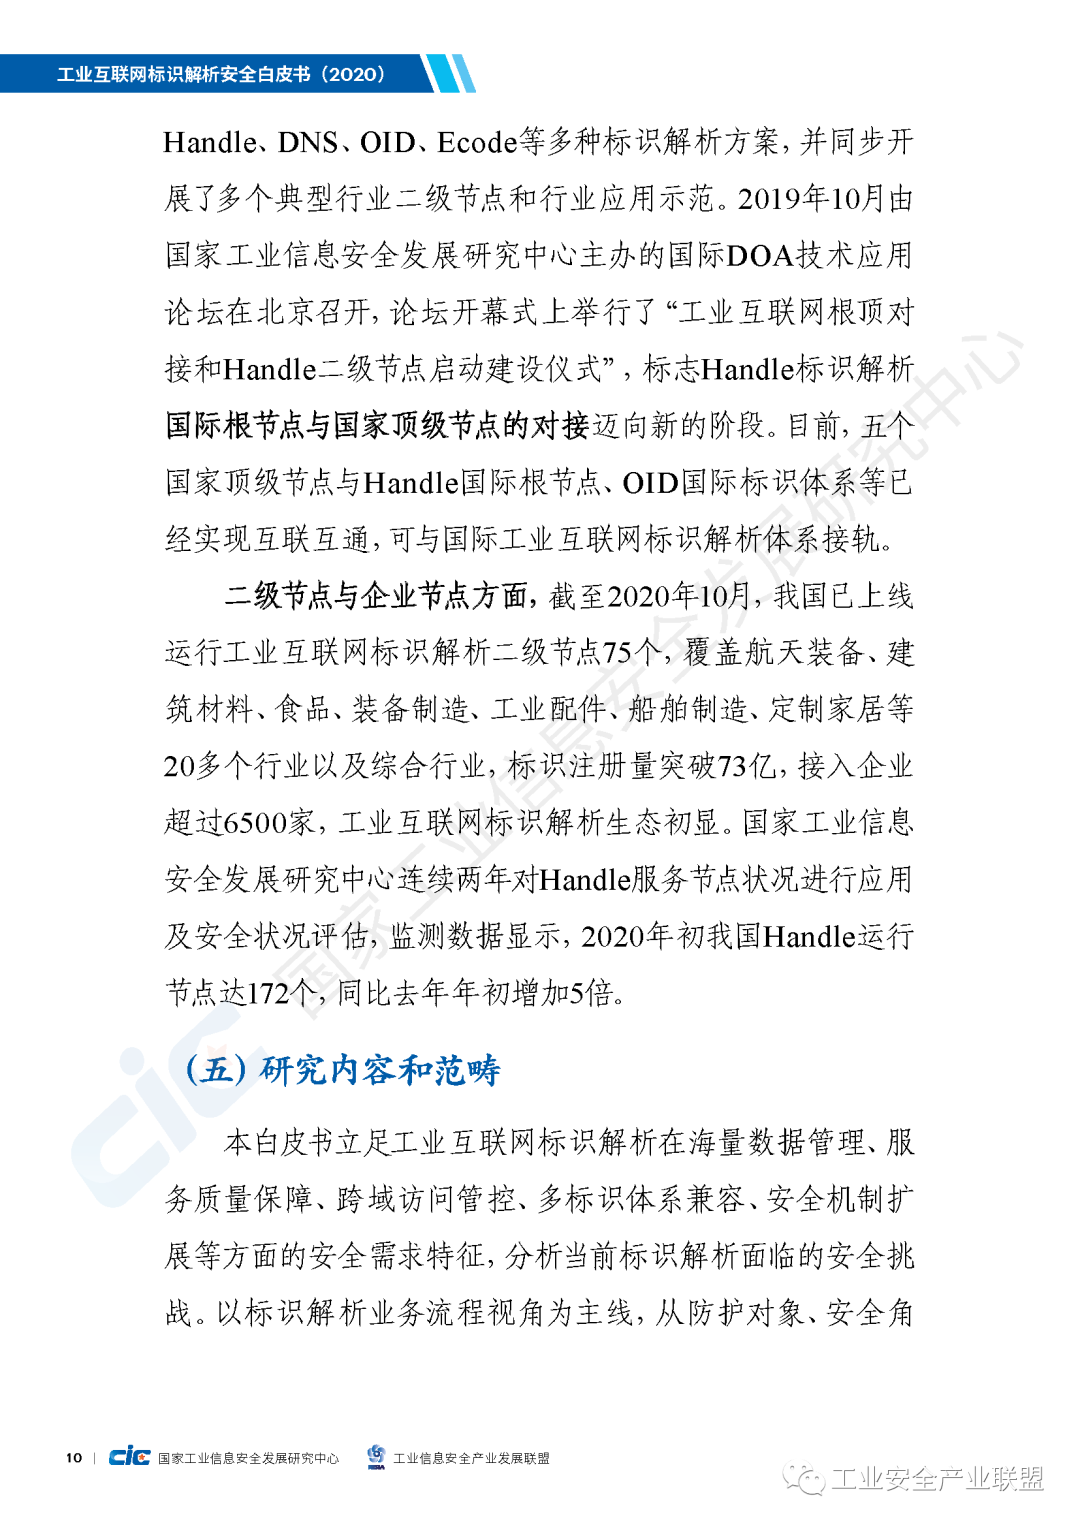 工业互联网标识解析安全白皮书（2020）
Handle、DNS、OID、Ecode等多种标识解析方案，并同步开
展了多个典型行业二级节点和行业应用示范。2019年10月由
国家工业信息安全发展研究中心主办的国际DOA技术应用
论坛在北京召开，论坛开幕式上举行了“工业互联网根顶对
接和Handle二级节点启动建设仪式”，标志Handle标识解析
国际根节点与国家顶级节点的对接迈向新的阶段。目前，五个
国家顶级节点与Handle国际根节点、OID国际标识体系等已
经实现互联互通，可与国际工业互联网标识解析体系接轨。
二级节点与企业节点方面，截至2020年10月，我国已上线
运行工业互联网标识解析二级节点75个，覆盖航天装备、建
筑材料、食品、装备制造、工业配件、船舶制造、定制家居等
20多个行业以及综合行业，标识注册量突破73亿，接入企业
超过6500家，工业互联网标识解析生态初显。国家工业信息
安全发展研究中心连续两年对Handle服务节点状况进行应用
及安全状况评估，监测数据显示，2020年初我国Handle运行
节点达172个，同比去年年初增加5倍。
（五）研究内容和范畴
本白皮书立足工业互联网标识解析在海量数据管理、服
务质量保障、跨域访问管控、多标识体系兼容、安全机制扩
展等方面的安全需求特征，分析当前标识解析面临的安全挑
战。以标识解析业务流程视角为主线，从防护对象、安全角
国家工业信息安全发展研究中心
cic
10 | cic 国家工业信息安全发展研究中心 工业信息安全产业发展联盟
工业安全产业联盟